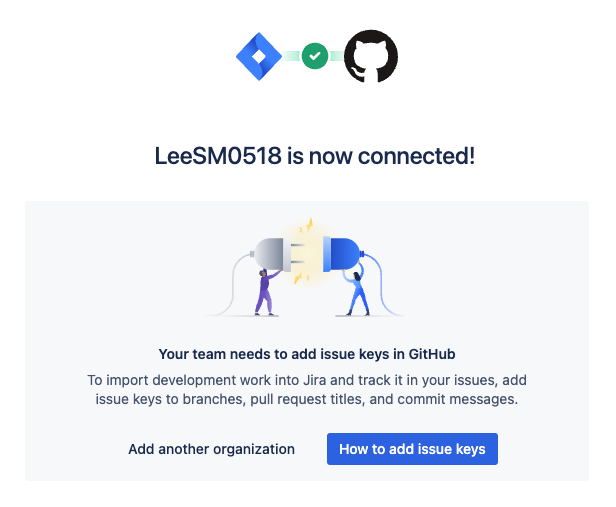 LeeSM0518 is now connected!
Your team needs to add issue keys in GitHub
To import development work into Jira and track it in your issues, add
issue keys to branches, pull request titles, and commit messages.
Add another organization
How to add issue keys